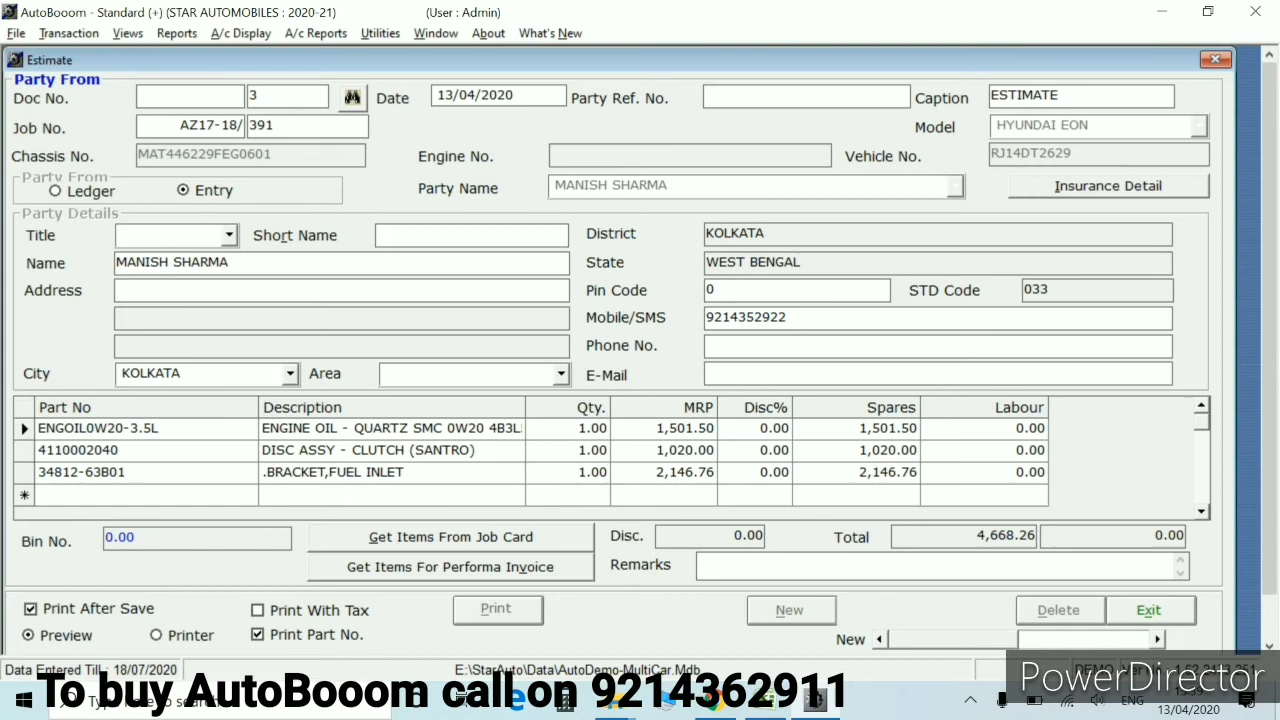 AutoBooom - Standard (+) (STAR AUTOMOBILES : 2020-21) (User : Admin)
File Transaction Views Reports A/c Display A/c Reports Utilities Window About What's New
Estimate
Party From
Doc No. 3 Date 13/04/2020 Party Ref. No. Caption ESTIMATE
Job No. AZ17-18/ 391 Model HYUNDAI EON
Chassis No. MAT446229FEG0601 Engine No. Vehicle No. RJ14DT2629
Party From
Ledger Entry Party Name MANISH SHARMA Insurance Detail
Party Details
Title Short Name District KOLKATA
Name MANISH SHARMA State WEST BENGAL
Address Pin Code 0 STD Code 033
Mobile/SMS 9214352922
Phone No.
City KOLKATA Area E-Mail
Part No Description Qty. MRP Disc% Spares Labour
ENGOIL0W20-3.5L ENGINE OIL - QUARTZ SMC 0W20 4B3L 1.00 1,501.50 0.00 1,501.50 0.00
4110002040 DISC ASSY - CLUTCH (SANTRO) 1.00 1,020.00 0.00 1,020.00 0.00
34812-63B01 .BRACKET,FUEL INLET 1.00 2,146.76 0.00 2,146.76 0.00
Bin No. 0.00 Get Items From Job Card Disc. 0.00 Total 4,668.26 0.00
Get Items For Performa Invoice Remarks
Print After Save Print With Tax Print New Delete Exit
Preview Printer Print Part No. New
Data Entered Till : 18/07/2020 E:\StarAuto\Data\AutoDemo-MultiCar.Mdb DEMO
PowerDirector
To buy AutoBooom call on 9214362911
ENG
13/04/2020